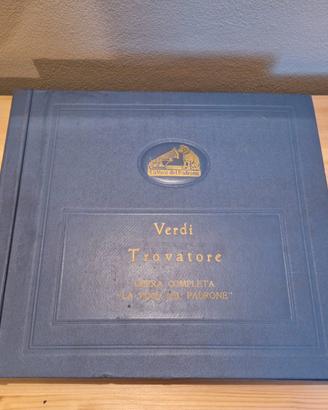 La Voce del Padrone
Verdi
Trovatore
OPERA COMPLETA
"LA VOCE DEL PADRONE"